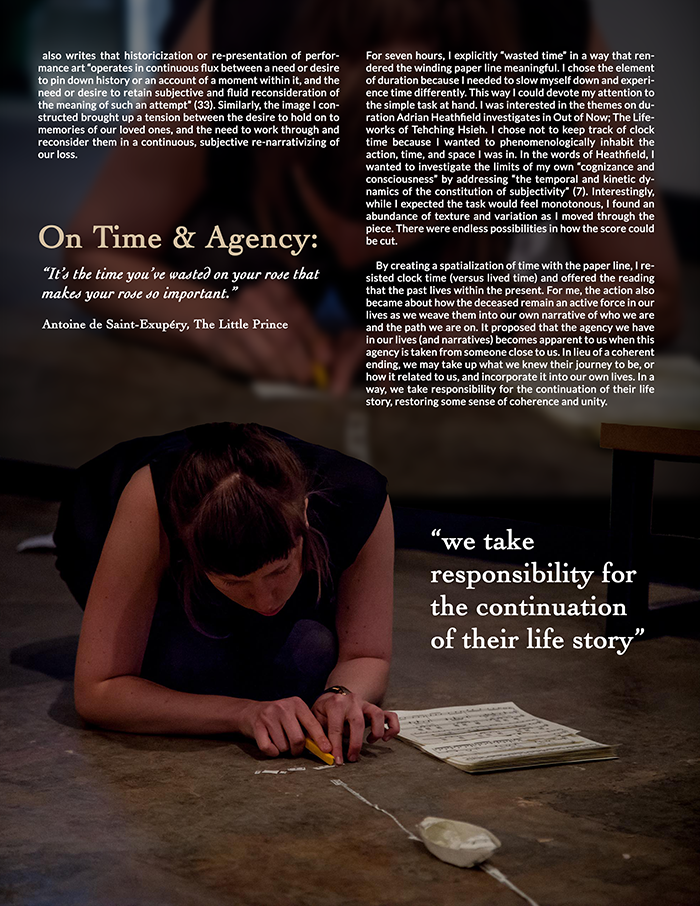 also writes that historicization or re-presentation of perfor-
mance art “operates in continuous flux between a need or desire
to pin down history or an account of a moment within it, and the
need or desire to retain subjective and fluid reconsideration of
the meaning of such an attempt” (33). Similarly, the image I con-
structed brought up a tension between the desire to hold on to
memories of our loved ones, and the need to work through and
reconsider them in a continuous, subjective re-narrativizing of
our loss.
On Time & Agency:
“It’s the time you’ve wasted on your rose that
makes your rose so important.”
Antoine de Saint-Exupéry, The Little Prince
For seven hours, I explicitly “wasted time” in a way that ren-
dered the winding paper line meaningful. I chose the element
of duration because I needed to slow myself down and experi-
ence time differently. This way I could devote my attention to
the simple task at hand. I was interested in the themes on du-
ration Adrian Heathfield investigates in Out of Now; The Life-
works of Tehching Hsieh. I chose not to keep track of clock
time because I wanted to phenomenologically inhabit the
action, time, and space I was in. In the words of Heathfield, I
wanted to investigate the limits of my own “cognizance and
consciousness” by addressing “the temporal and kinetic dy-
namics of the constitution of subjectivity” (7). Interestingly,
while I expected the task would feel monotonous, I found an
abundance of texture and variation as I moved through the
piece. There were endless possibilities in how the score could
be cut.
By creating a spatialization of time with the paper line, I re-
sisted clock time (versus lived time) and offered the reading
that the past lives within the present. For me, the action also
became about how the deceased remain an active force in our
lives as we weave them into our own narrative of who we are
and the path we are on. It proposed that the agency we have
in our lives (and narratives) becomes apparent to us when this
agency is taken from someone close to us. In lieu of a coherent
ending, we may take up what we knew their journey to be, or
how it related to us, and incorporate it into our own lives. In a
way, we take responsibility for the continuation of their life
story, restoring some sense of coherence and unity.
“we take
responsibility for
the continuation
of their life story”